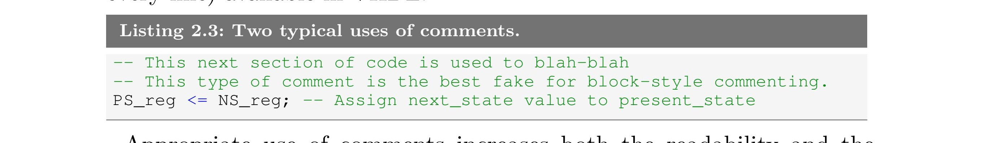 Listing 2.3: Two typical uses of comments.
-- This next section of code is used to blah-blah
-- This type of comment is the best fake for block-style commenting.
PS_reg <= NS_reg; -- Assign next_state value to present_state
Appropriate use of comments increases both the readability and the